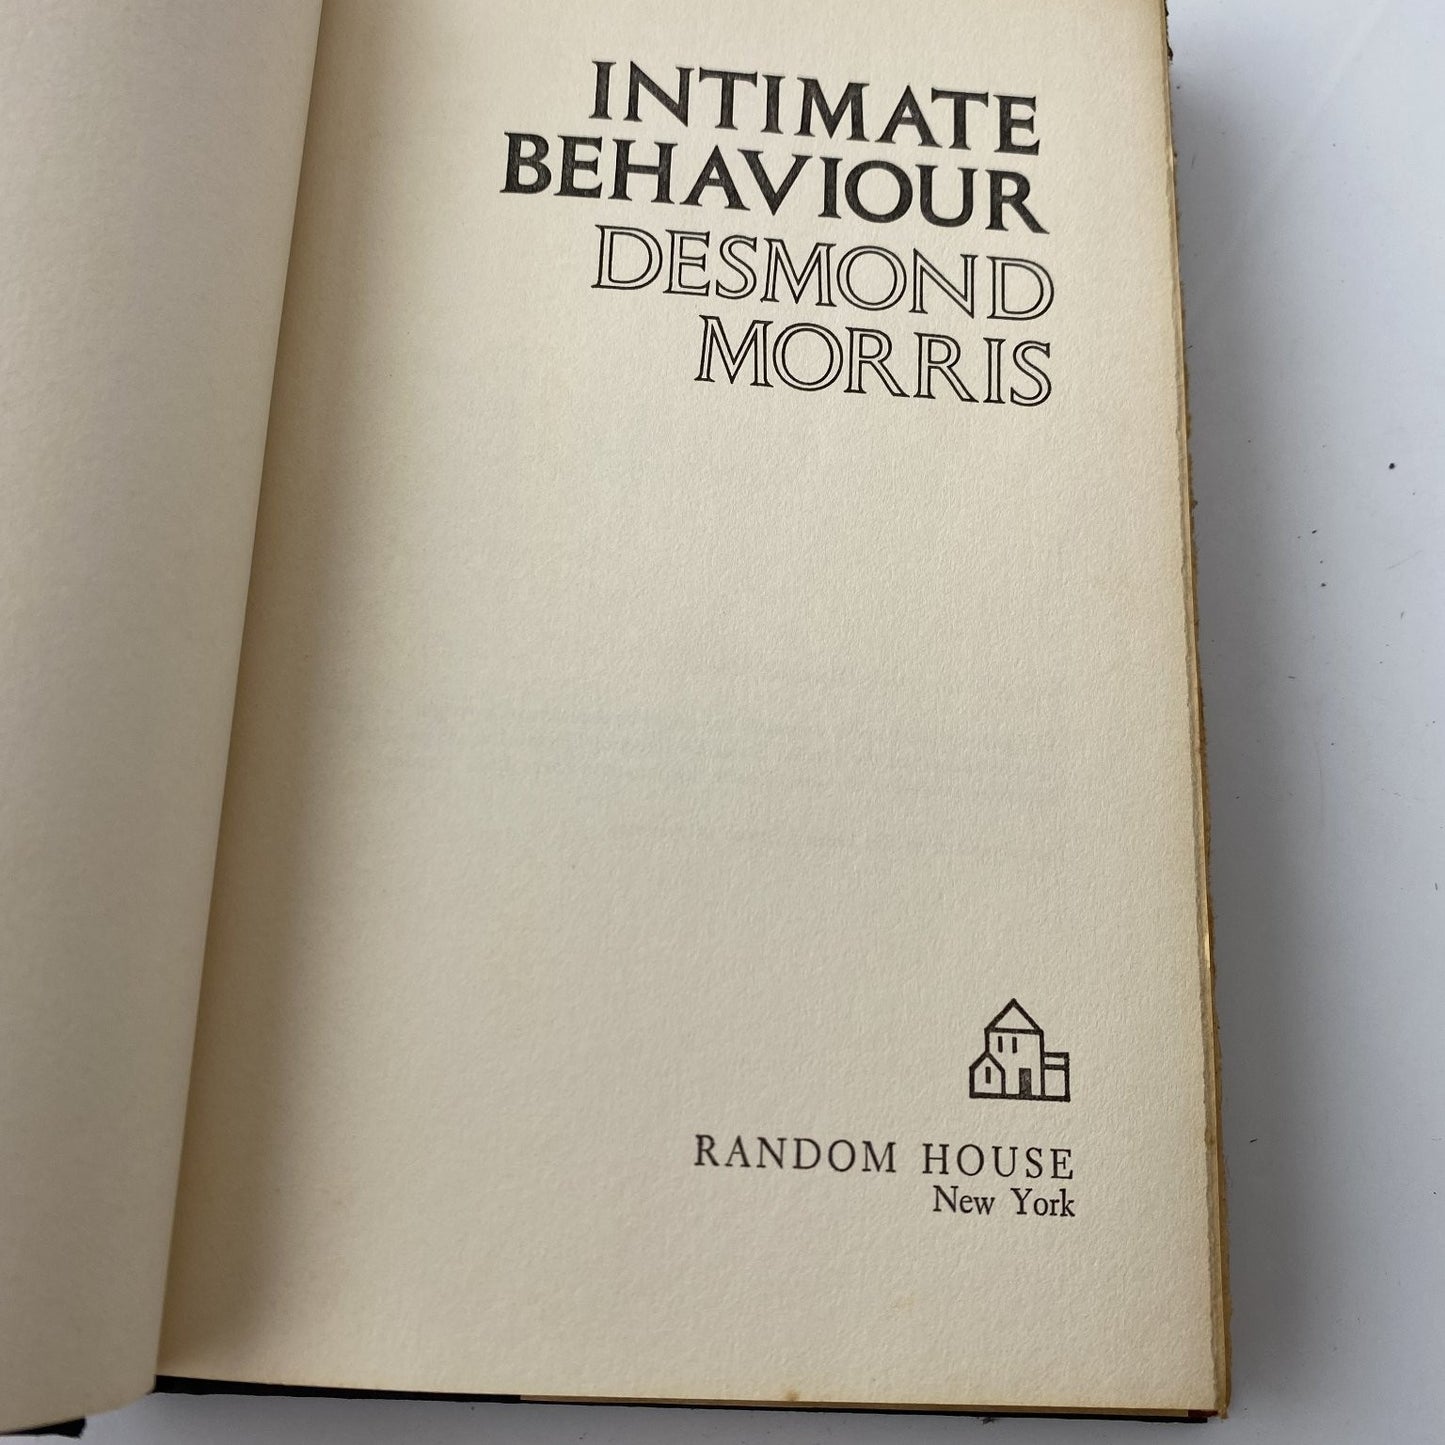 INTIMATE
BEHAVIOUR
DESMOND
MORRIS
RANDOM HOUSE
New York